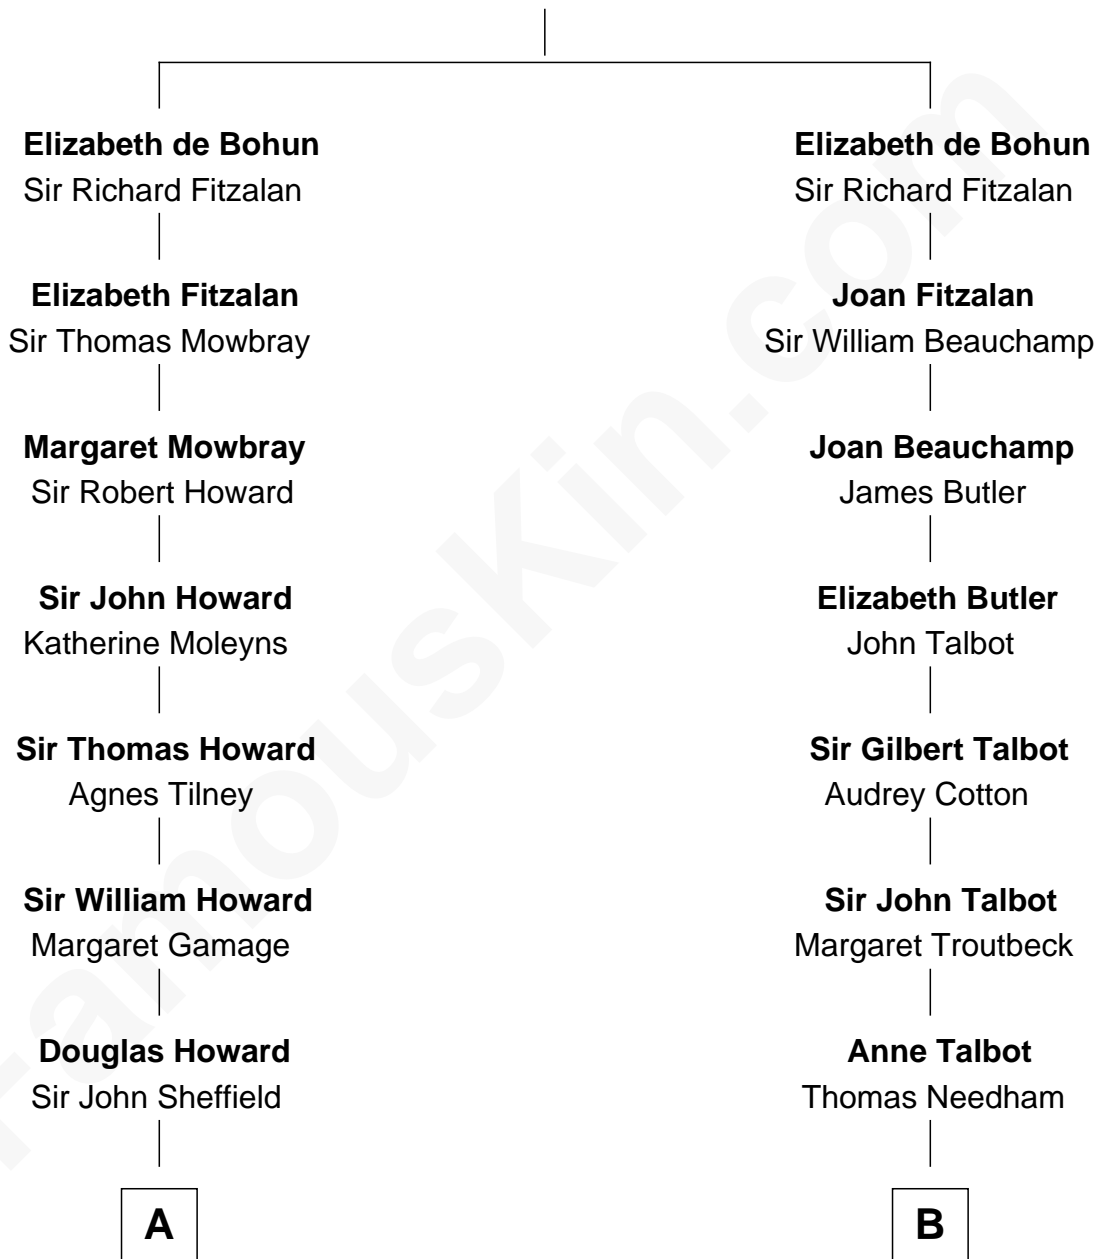 Elizabeth de Bohun
Sir Richard Fitzalan
Elizabeth de Bohun
Sir Richard Fitzalan
Elizabeth Fitzalan
Sir Thomas Mowbray
Joan Fitzalan
Sir William Beauchamp
Margaret Mowbray
Sir Robert Howard
Joan Beauchamp
James Butler
Sir John Howard
Katherine Moleyns
Elizabeth Butler
John Talbot
Sir Thomas Howard
Agnes Tilney
Sir Gilbert Talbot
Audrey Cotton
Sir William Howard
Margaret Gamage
Sir John Talbot
Margaret Troutbeck
Douglas Howard
Sir John Sheffield
Anne Talbot
Thomas Needham
A
B
FamousKin.com